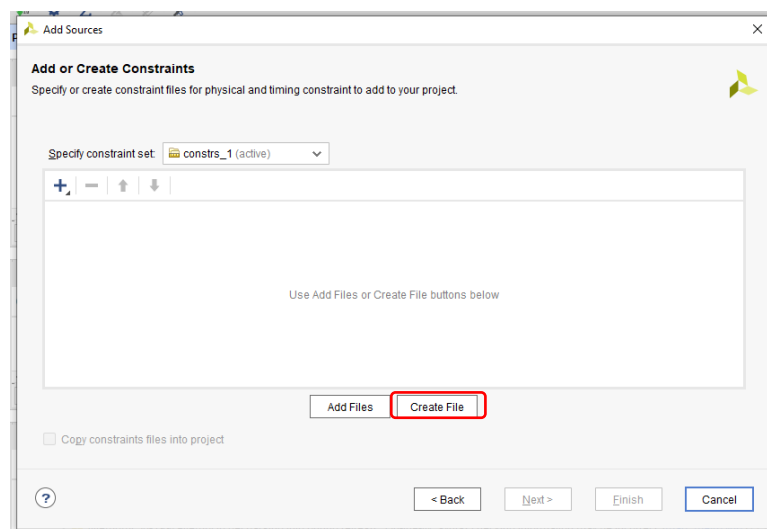 Add Sources
Add or Create Constraints
Specify or create constraint files for physical and timing constraint to add to your project.
Specify constraint set: constrs_1 (active)
Use Add Files or Create File buttons below
Add Files Create File
Copy constraints files into project
? < Back Next > Finish Cancel